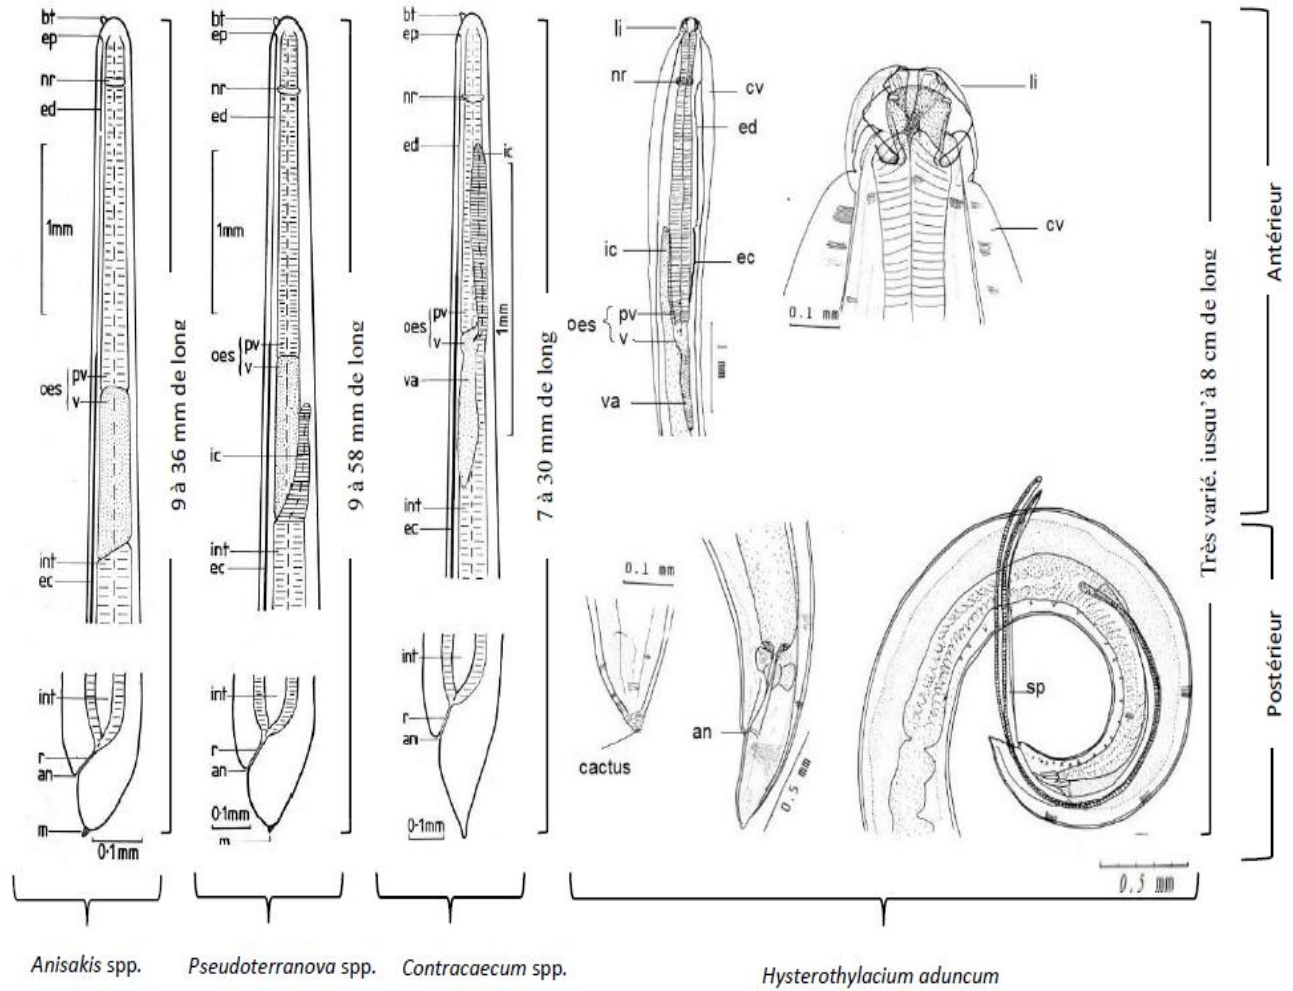 bt
ep
nr
ed
1mm
oes
pv
v
int
ec
int
r
an
m
0·1mm
9 à 36 mm de long
bt
ep
nr
ed
1mm
oes
pv
v
ic
int
ec
int
r
an
0·1mm
m
9 à 58 mm de long
bt
ep
nr
ed
ic
1mm
oes
pv
v
va
int
ec
int
r
an
0·1mm
7 à 30 mm de long
li
nr
cv
ed
ic
ec
oes
pv
v
va
1 mm
li
cv
0.1 mm
0.1 mm
cactus
an
0.5 mm
sp
0.5 mm
Très varié. jusqu'à 8 cm de long
Antérieur
Postérieur
Anisakis spp.
Pseudoterranova spp.
Contracaecum spp.
Hysterothylacium aduncum